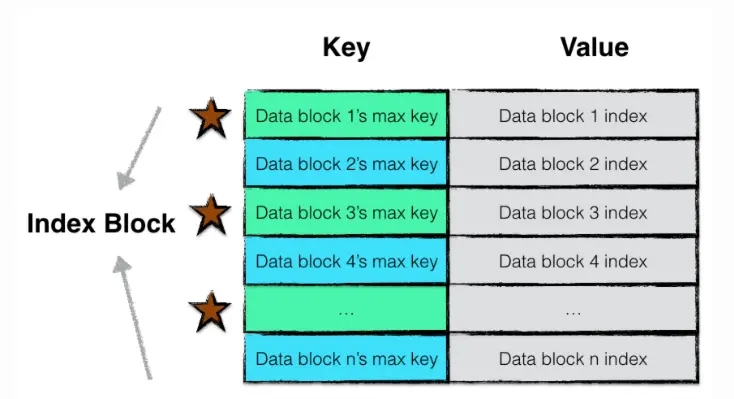 Key Value
Data block 1's max key Data block 1 index
Data block 2's max key Data block 2 index
Data block 3's max key Data block 3 index
Index Block
Data block 4's max key Data block 4 index
... ...
Data block n's max key Data block n index